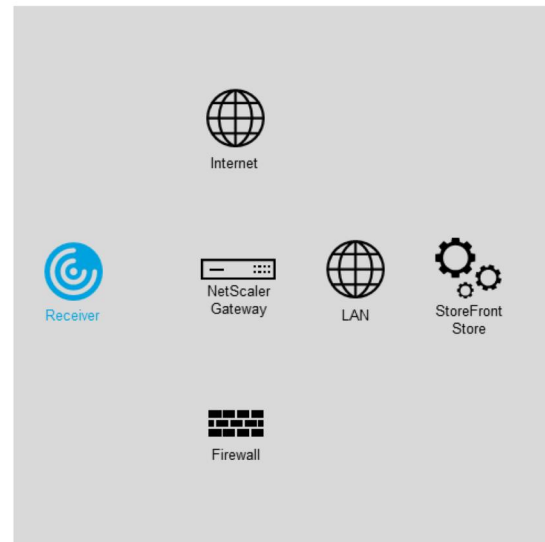 Internet
Receiver
NetScaler
Gateway
LAN
StoreFront
Store
Firewall